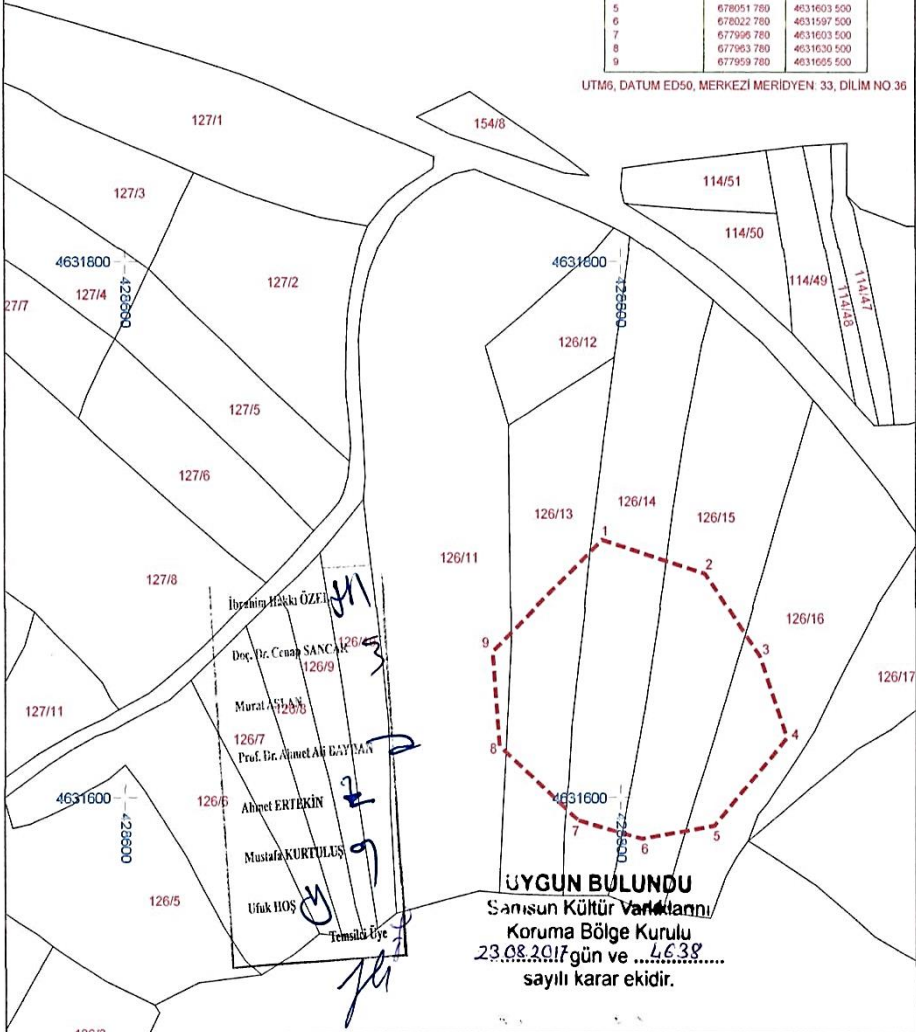 5 678051 780 4631603 500
6 678022 780 4631597 500
7 677996 780 4631603 500
8 677963 780 4631630 500
9 677959 780 4631665 500
UTM6, DATUM ED50, MERKEZİ MERİDYEN: 33, DİLİM NO 36
127/1
154/8
127/3
114/51
114/50
4631800
428600
4631800
428600
27/7
127/4
127/2
114/49
114/48
114/47
126/12
127/5
127/6
126/13
126/14
126/15
126/11
1
2
127/8
126/16
3
9
126/17
İbrahim Hakkı ÖZEL
Doç. Dr. Cenap SANCAR
126/9
Murat ASLAN
126/8
127/11
126/7
4
8
Prof. Dr. Ahmet Ali BAYHAN
4631600
428600
126/6
Ahmet ERTEKİN
4631600
7
6
5
Mustafa KURTULUŞ
126/5
Ufuk HOŞ
Temsilci Üye
UYGUN BULUNDU
Samsun Kültür Varlıklarını
Koruma Bölge Kurulu
23.08.2017 gün ve ...4638...
sayılı karar ekidir.